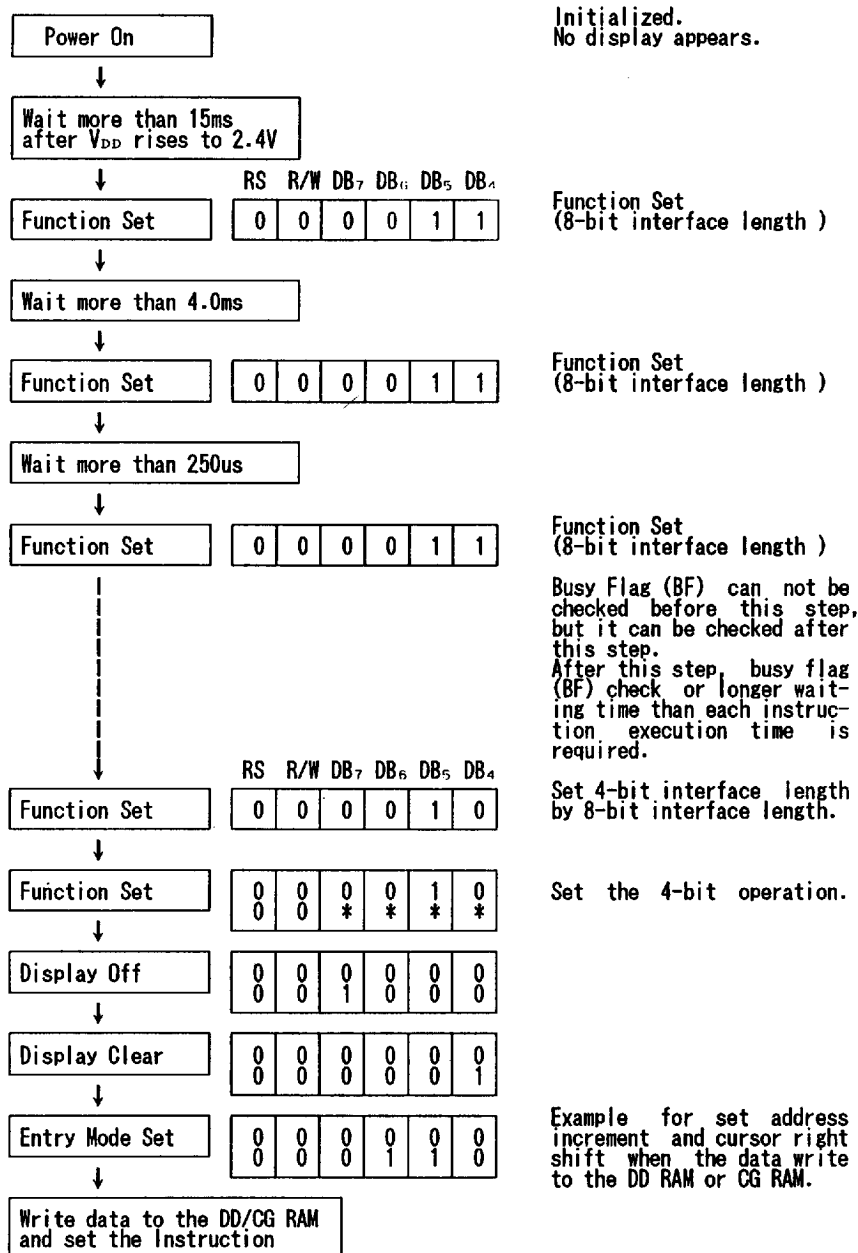 Power On
Initialized.
No display appears.
Wait more than 15ms
after VDD rises to 2.4V
RS R/W DB7 DB6 DB5 DB4
Function Set
0 0 0 0 1 1
Function Set
(8-bit interface length )
Wait more than 4.0ms
Function Set
0 0 0 0 1 1
Function Set
(8-bit interface length )
Wait more than 250us
Function Set
0 0 0 0 1 1
Function Set
(8-bit interface length )
Busy Flag (BF) can not be
checked before this step,
but it can be checked after
this step.
After this step, busy flag
(BF) check or longer wait-
ing time than each instruc-
tion execution time is
required.
RS R/W DB7 DB6 DB5 DB4
Function Set
0 0 0 0 1 0
Set 4-bit interface length
by 8-bit interface length.
Function Set
0 0 0 0 1 0
0 0 * * * *
Set the 4-bit operation.
Display Off
0 0 0 0 0 0
0 0 1 0 0 0
Display Clear
0 0 0 0 0 0
0 0 0 0 0 1
Entry Mode Set
0 0 0 0 0 0
0 0 0 1 1 0
Example for set address
increment and cursor right
shift when the data write
to the DD RAM or CG RAM.
Write data to the DD/CG RAM
and set the Instruction